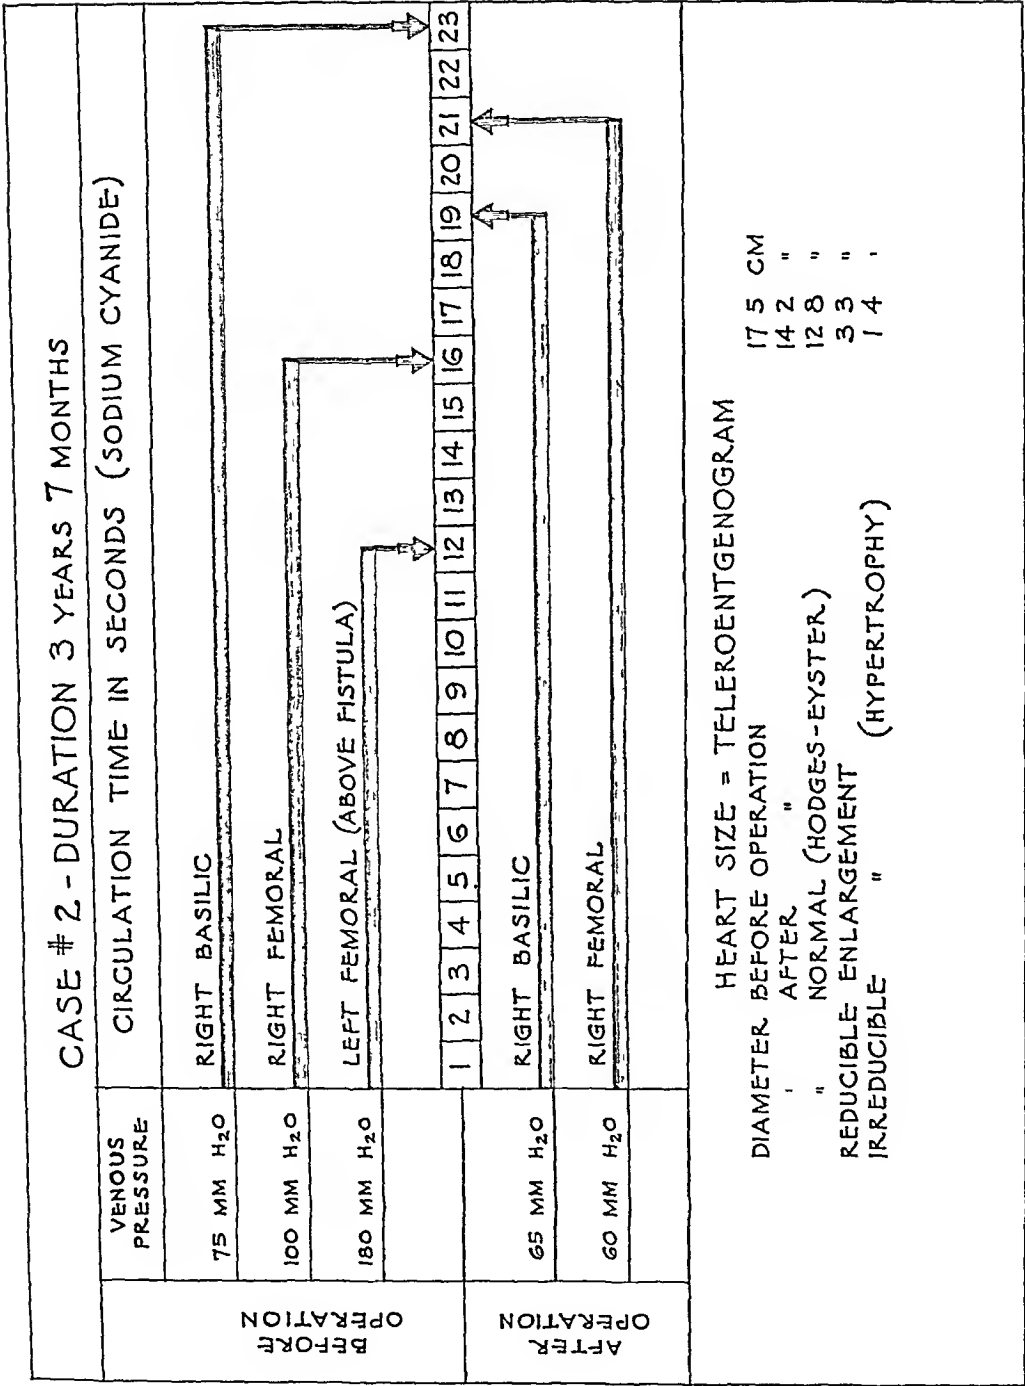 CASE # 2 - DURATION 3 YEARS 7 MONTHS
VENOUS
PRESSURE
CIRCULATION TIME IN SECONDS (SODIUM CYANIDE)
BEFORE
OPERATION
75 MM H₂O
RIGHT BASILIC
100 MM H₂O
RIGHT FEMORAL
180 MM H₂O
LEFT FEMORAL (ABOVE FISTULA)
1 2 3 4 5 6 7 8 9 10 11 12 13 14 15 16 17 18 19 20 21 22 23
AFTER
OPERATION
65 MM H₂O
RIGHT BASILIC
60 MM H₂O
RIGHT FEMORAL
HEART SIZE = TELEROENTGENOGRAM
DIAMETER BEFORE OPERATION 17 5 CM
' AFTER " 14 2 "
" NORMAL (HODGES-EYSTER) 12 8 "
REDUCIBLE ENLARGEMENT 3 3 "
IRREDUCIBLE " (HYPERTROPHY) 1 4 '